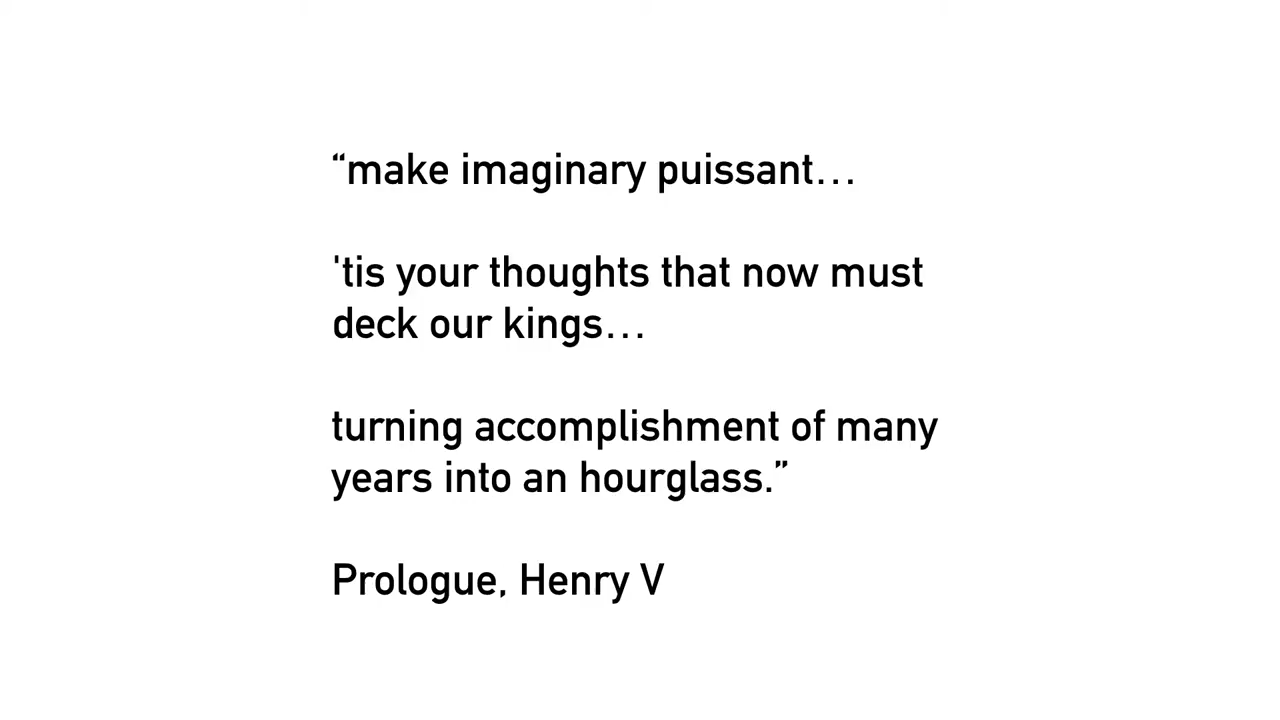 “make imaginary puissant…
'tis your thoughts that now must
deck our kings…
turning accomplishment of many
years into an hourglass.”
Prologue, Henry V